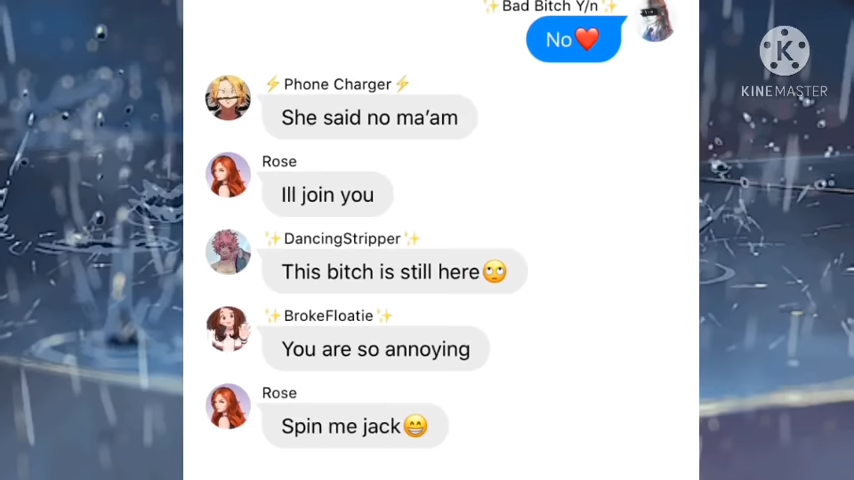 ✨Bad Bitch Y/n✨
No❤️
⚡Phone Charger⚡
She said no ma’am
Rose
Ill join you
✨DancingStripper✨
This bitch is still here🙄
✨BrokeFloatie✨
You are so annoying
Rose
Spin me jack😁
K
KINEMASTER